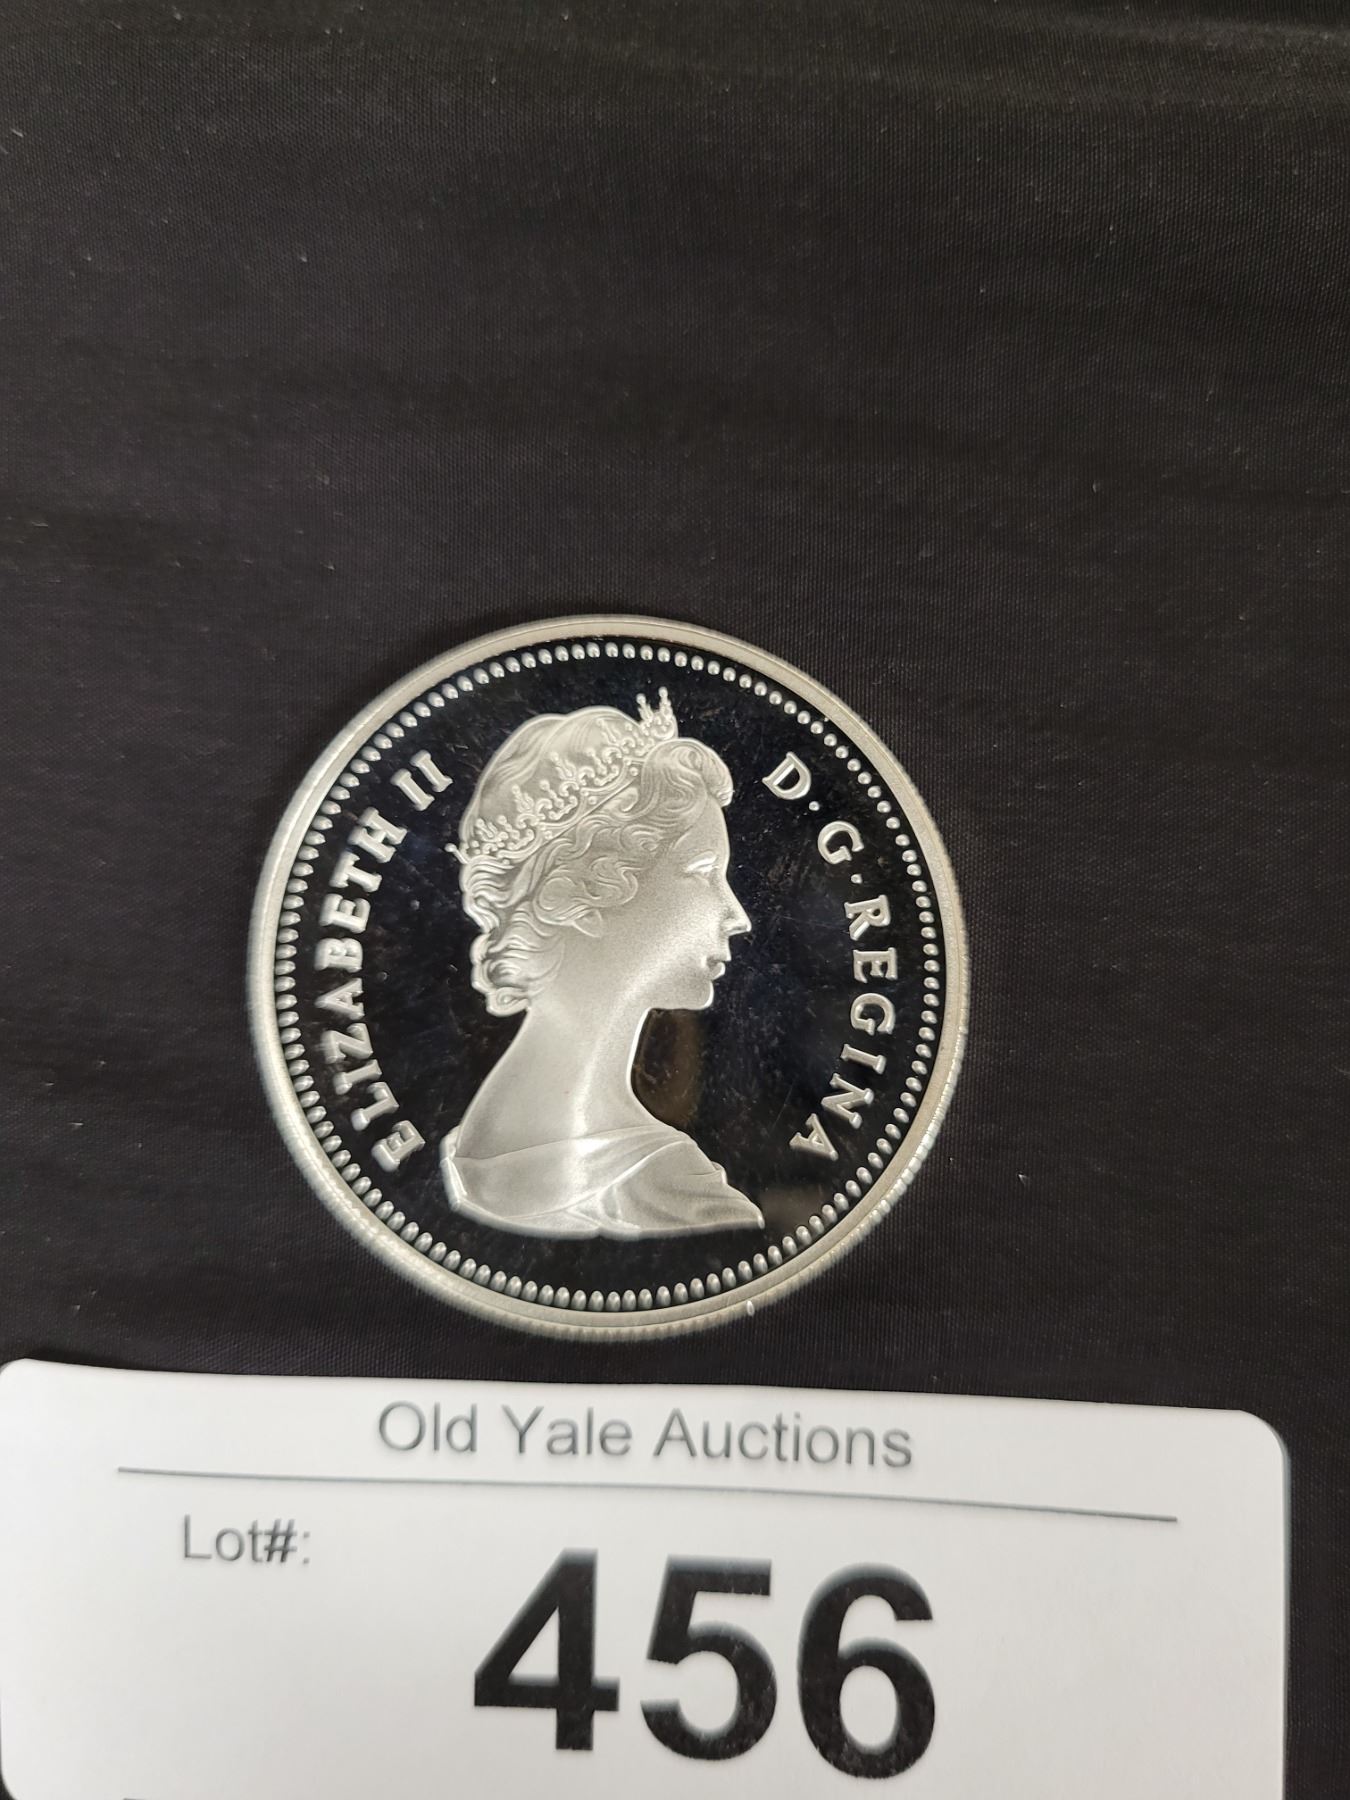 ELIZABETH II D·G·REGINA
Old Yale Auctions
Lot#:
456